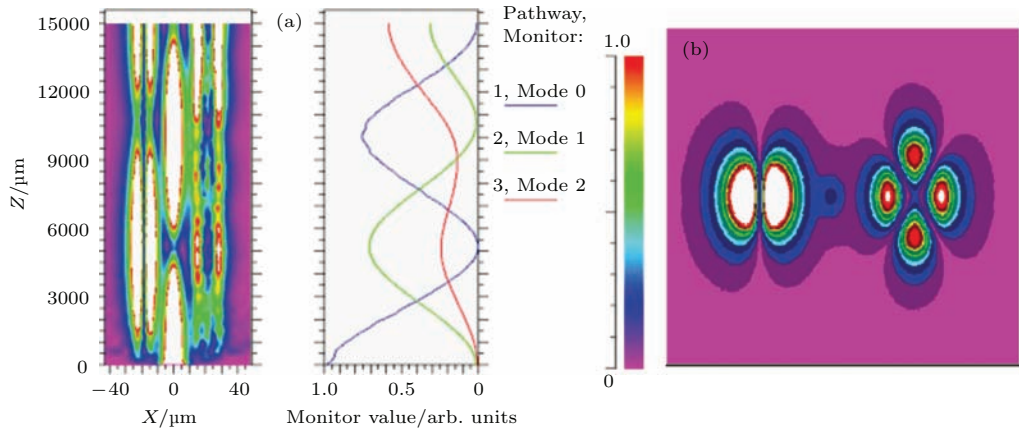 15000
12000
9000
6000
3000
0
Z/µm
−40
0
40
X/µm
(a)
1.0
0.5
0
Monitor value/arb. units
Pathway,
Monitor:
1, Mode 0
2, Mode 1
3, Mode 2
1.0
0
(b)